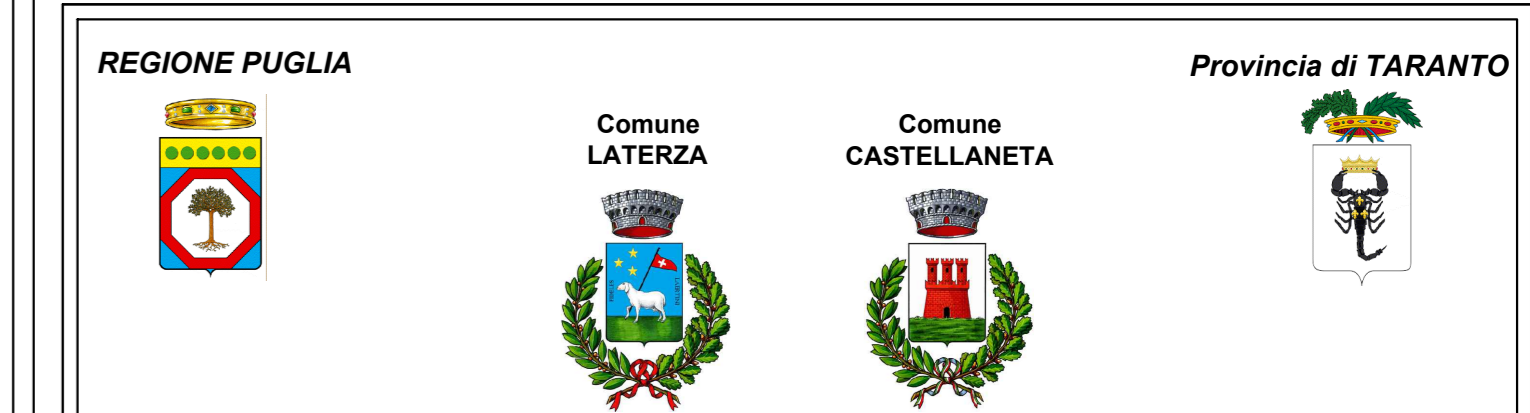 REGIONE PUGLIA
Provincia di TARANTO
Comune
LATERZA
Comune
CASTELLANETA